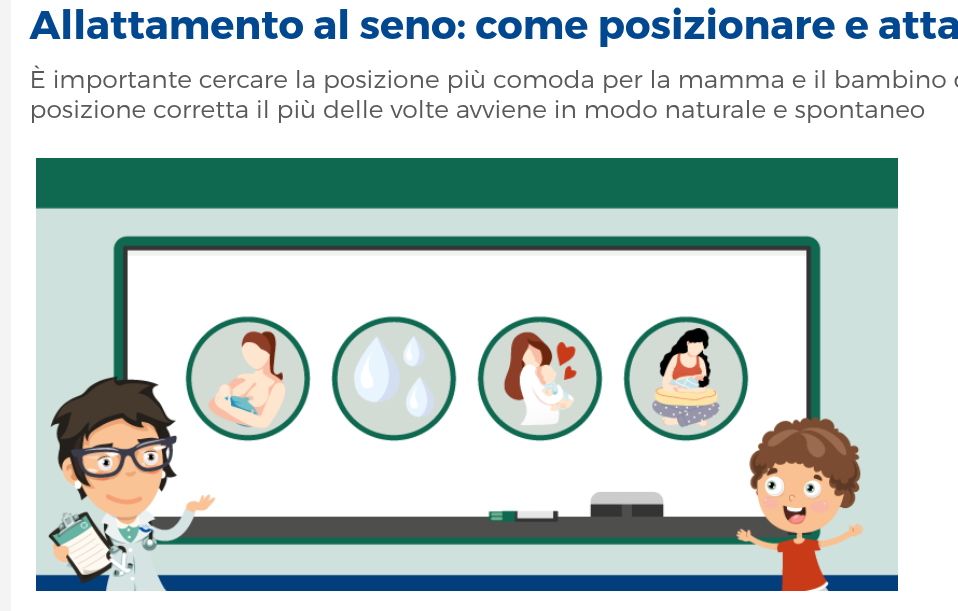 Allattamento al seno: come posizionare e atta
È importante cercare la posizione più comoda per la mamma e il bambino
posizione corretta il più delle volte avviene in modo naturale e spontaneo